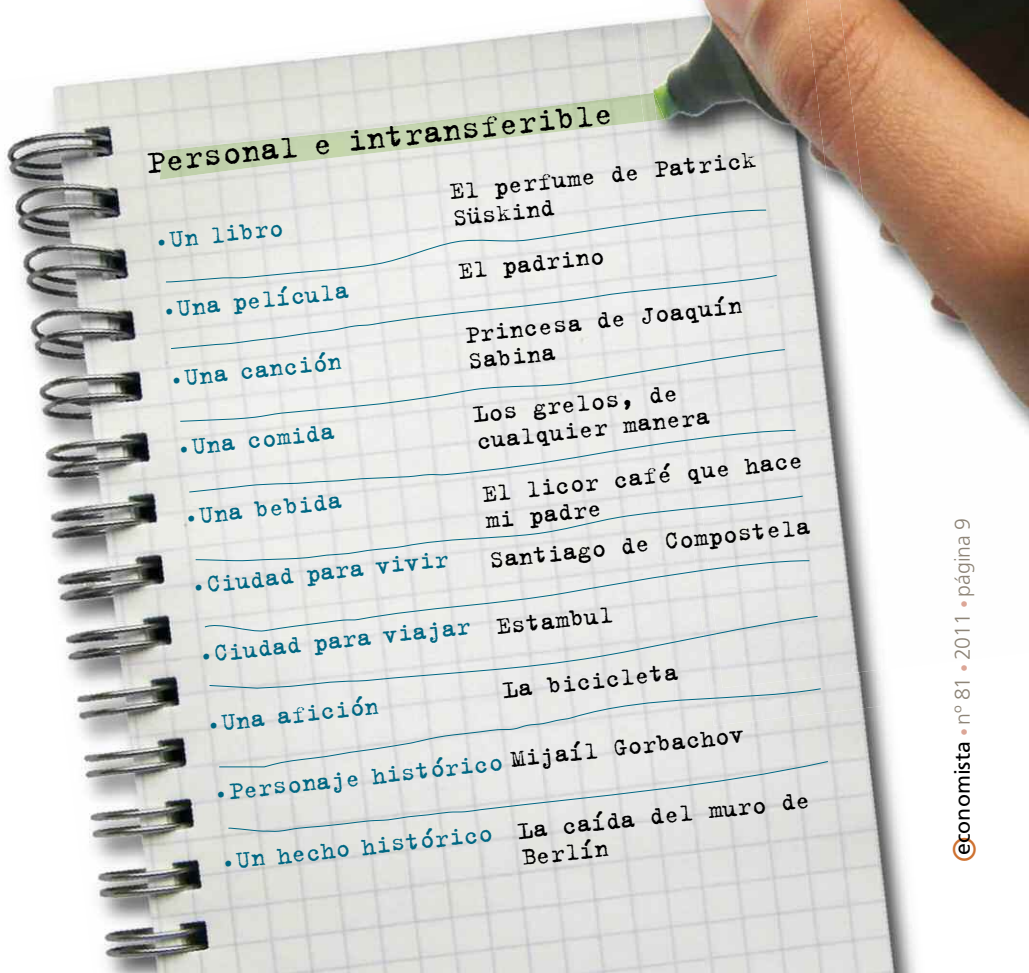 Personal e intransferible
•Un libro
El perfume de Patrick
Süskind
•Una película
El padrino
•Una canción
Princesa de Joaquín
Sabina
•Una comida
Los grelos, de
cualquier manera
•Una bebida
El licor café que hace
mi padre
•Ciudad para vivir
Santiago de Compostela
•Ciudad para viajar
Estambul
•Una afición
La bicicleta
•Personaje histórico
Mijaíl Gorbachov
•Un hecho histórico
La caída del muro de
Berlín
economista • nº 81 • 2011 • página 9